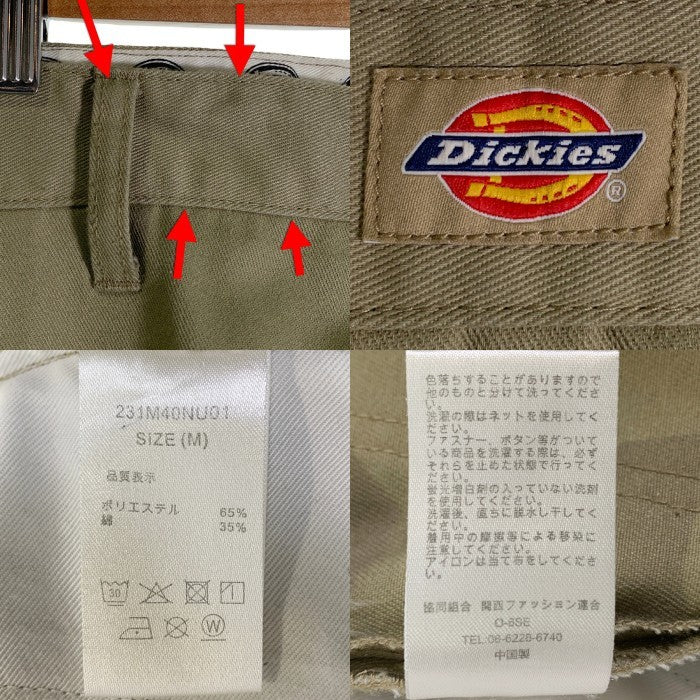 Dickies
®
231M40NU01
SIZE (M)
品質表示
ポリエステル 65%
綿 35%
30
W
色落ちすることがありますので
他のものと分けて洗ってくだ
さい。
洗濯の際はネットを使用してく
ださい。
ファスナー、ボタン等がついて
いる商品を洗濯する際は、必ず
それらを止めた状態で行ってく
ださい。
蛍光増白剤の入っていない洗剤
を使用してください。
洗濯後、直ちに脱水し干してく
ださい。
着用中の摩擦等による移染に
注意してください。
アイロンは当て布をしてくだ
さい。
協同組合 関西ファッション連合
O-6SE
TEL:06-6228-6740
中国製